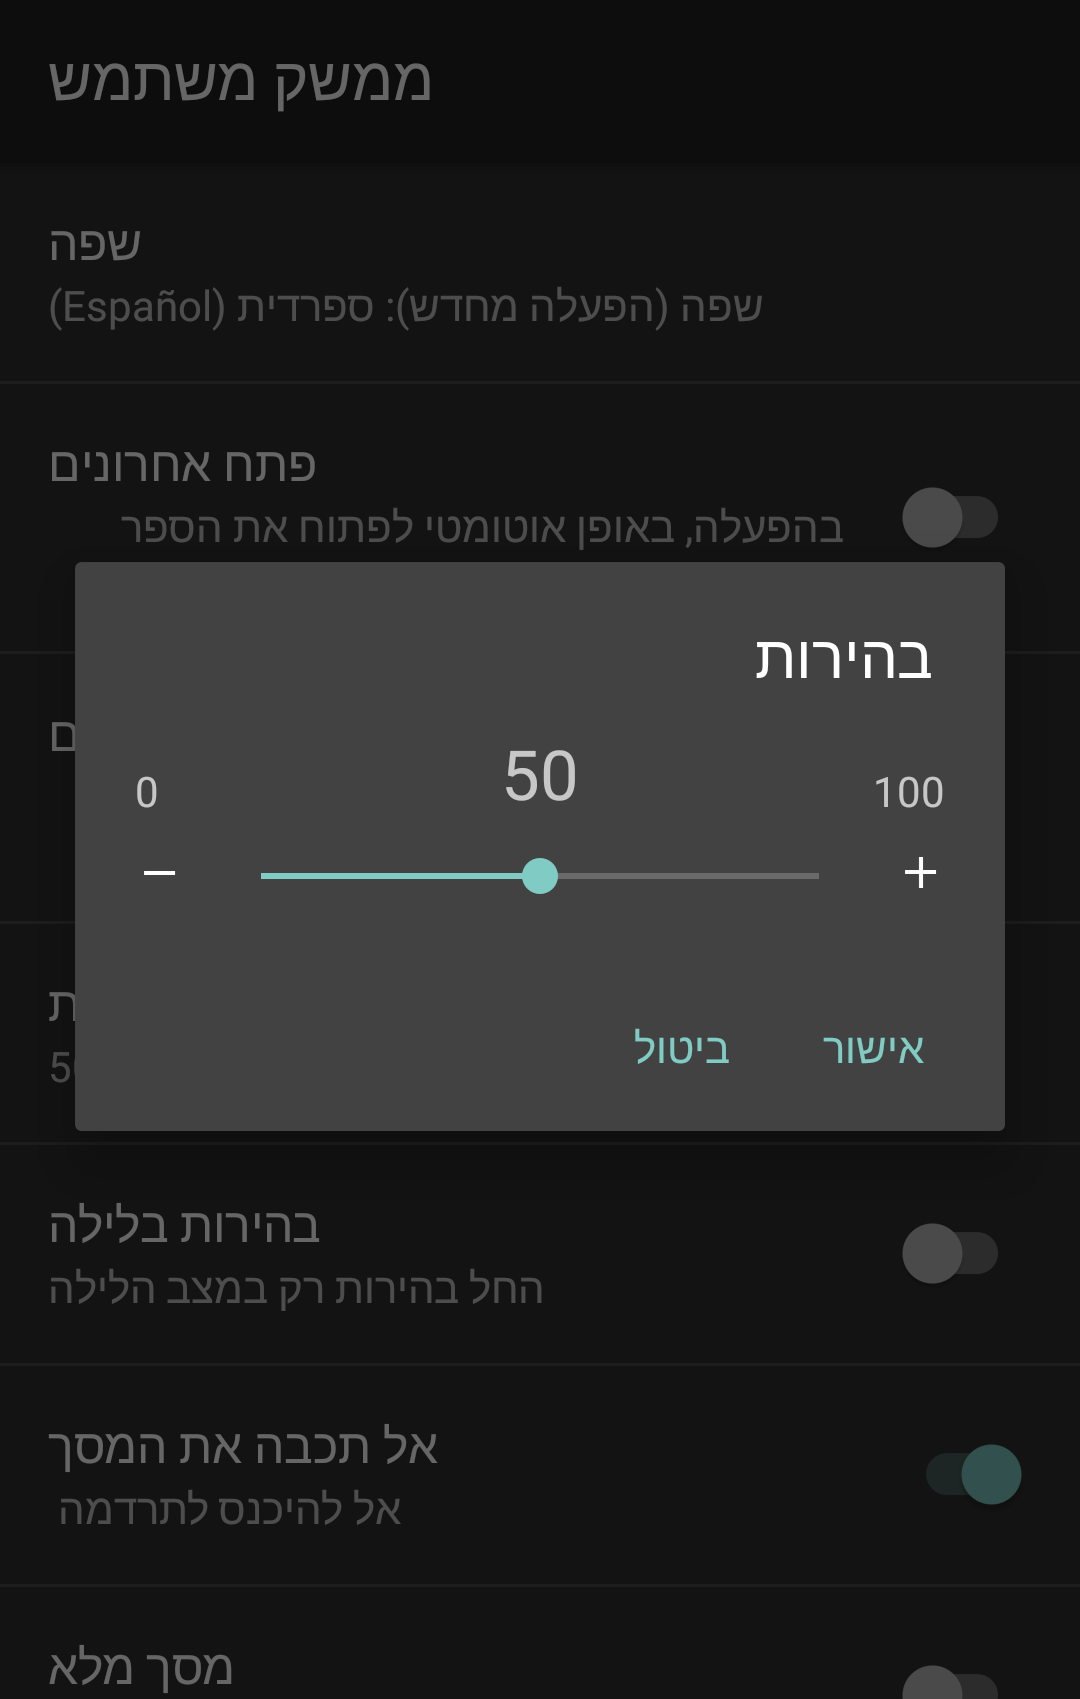 ממשק משתמש
שפה
שפה (הפעלה מחדש): ספרדית (Español)
פתח אחרונים
בהפעלה, באופן אוטומטי לפתוח את הספר
בהירות
0
50
100
ביטול
אישור
בהירות בלילה
החל בהירות רק במצב הלילה
אל תכבה את המסך
אל להיכנס לתרדמה
מסך מלא